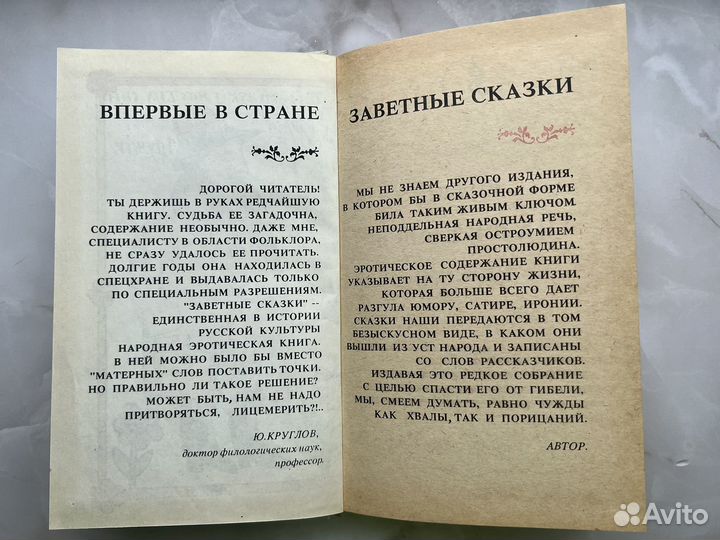 ВПЕРВЫЕ В СТРАНЕ
ДОРОГОЙ ЧИТАТЕЛЬ!
ТЫ ДЕРЖИШЬ В РУКАХ РЕДЧАЙШУЮ
КНИГУ. СУДЬБА ЕЕ ЗАГАДОЧНА,
СОДЕРЖАНИЕ НЕОБЫЧНО. ДАЖЕ МНЕ,
СПЕЦИАЛИСТУ В ОБЛАСТИ ФОЛЬКЛОРА,
НЕ СРАЗУ УДАЛОСЬ ЕЕ ПРОЧИТАТЬ.
ДОЛГИЕ ГОДЫ ОНА НАХОДИЛАСЬ В
СПЕЦХРАНЕ И ВЫДАВАЛАСЬ ТОЛЬКО
ПО СПЕЦИАЛЬНЫМ РАЗРЕШЕНИЯМ.
"ЗАВЕТНЫЕ СКАЗКИ" --
ЕДИНСТВЕННАЯ В ИСТОРИИ
РУССКОЙ КУЛЬТУРЫ
НАРОДНАЯ ЭРОТИЧЕСКАЯ КНИГА.
В НЕЙ МОЖНО БЫЛО БЫ ВМЕСТО
"МАТЕРНЫХ" СЛОВ ПОСТАВИТЬ ТОЧКИ.
НО ПРАВИЛЬНО ЛИ ТАКОЕ РЕШЕНИЕ?
МОЖЕТ БЫТЬ, НАМ НЕ НАДО
ПРИТВОРЯТЬСЯ, ЛИЦЕМЕРИТЬ?!..
Ю.КРУГЛОВ,
доктор филологических наук,
профессор.
ЗАВЕТНЫЕ СКАЗКИ
МЫ НЕ ЗНАЕМ ДРУГОГО ИЗДАНИЯ,
В КОТОРОМ БЫ В СКАЗОЧНОЙ ФОРМЕ
БИЛА ТАКИМ ЖИВЫМ КЛЮЧОМ
НЕПОДДЕЛЬНАЯ НАРОДНАЯ РЕЧЬ,
СВЕРКАЯ ОСТРОУМИЕМ
ПРОСТОЛЮДИНА.
ЭРОТИЧЕСКОЕ СОДЕРЖАНИЕ КНИГИ
УКАЗЫВАЕТ НА ТУ СТОРОНУ ЖИЗНИ,
КОТОРАЯ БОЛЬШЕ ВСЕГО ДАЕТ
РАЗГУЛА ЮМОРУ, САТИРЕ, ИРОНИИ.
СКАЗКИ НАШИ ПЕРЕДАЮТСЯ В ТОМ
БЕЗЫСКУСНОМ ВИДЕ, В КАКОМ ОНИ
ВЫШЛИ ИЗ УСТ НАРОДА И ЗАПИСАНЫ
СО СЛОВ РАССКАЗЧИКОВ.
ИЗДАВАЯ ЭТО РЕДКОЕ СОБРАНИЕ
С ЦЕЛЬЮ СПАСТИ ЕГО ОТ ГИБЕЛИ,
МЫ, СМЕЕМ ДУМАТЬ, РАВНО ЧУЖДЫ
КАК ХВАЛЫ, ТАК И ПОРИЦАНИЙ.
АВТОР.
Avito